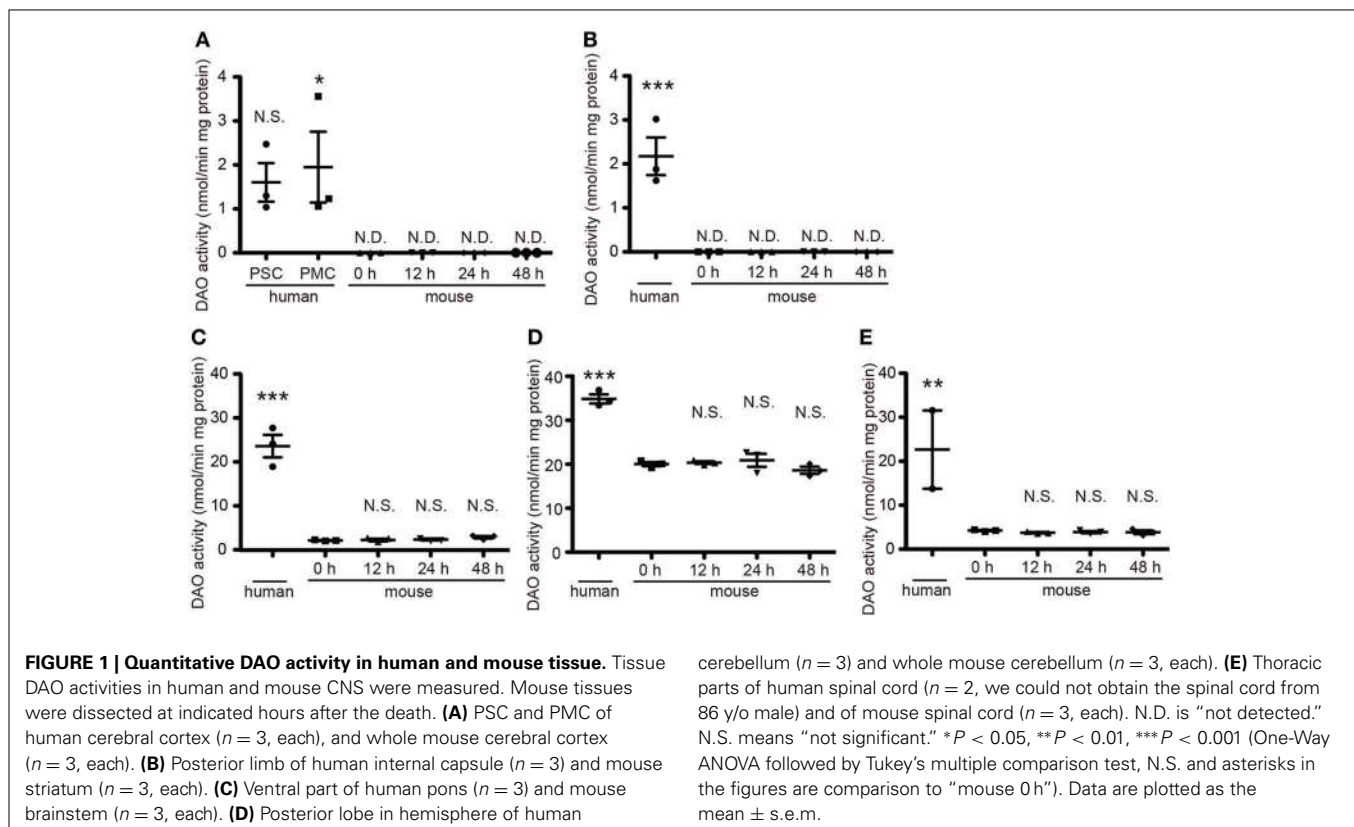 A
DAO activity (nmol/min mg protein)
4
3
2
1
0
N.S.
*
N.D.
N.D.
N.D.
N.D.
PSC
PMC
0 h
12 h
24 h
48 h
human
mouse
B
DAO activity (nmol/min mg protein)
4
3
2
1
0
***
N.D.
N.D.
N.D.
N.D.
0 h
12 h
24 h
48 h
human
mouse
C
DAO activity (nmol/min mg protein)
40
30
20
10
0
***
N.S.
N.S.
N.S.
0 h
12 h
24 h
48 h
human
mouse
D
DAO activity (nmol/min mg protein)
40
30
20
10
0
***
N.S.
N.S.
N.S.
0 h
12 h
24 h
48 h
human
mouse
E
DAO activity (nmol/min mg protein)
40
30
20
10
0
**
N.S.
N.S.
N.S.
0 h
12 h
24 h
48 h
human
mouse
FIGURE 1 | Quantitative DAO activity in human and mouse tissue. Tissue
DAO activities in human and mouse CNS were measured. Mouse tissues
were dissected at indicated hours after the death. (A) PSC and PMC of
human cerebral cortex (n = 3, each), and whole mouse cerebral cortex
(n = 3, each). (B) Posterior limb of human internal capsule (n = 3) and mouse
striatum (n = 3, each). (C) Ventral part of human pons (n = 3) and mouse
brainstem (n = 3, each). (D) Posterior lobe in hemisphere of human
cerebellum (n = 3) and whole mouse cerebellum (n = 3, each). (E) Thoracic
parts of human spinal cord (n = 2, we could not obtain the spinal cord from
86 y/o male) and of mouse spinal cord (n = 3, each). N.D. is “not detected.”
N.S. means “not significant.” *P < 0.05, **P < 0.01, ***P < 0.001 (One-Way
ANOVA followed by Tukey’s multiple comparison test, N.S. and asterisks in
the figures are comparison to “mouse 0 h”). Data are plotted as the
mean ± s.e.m.